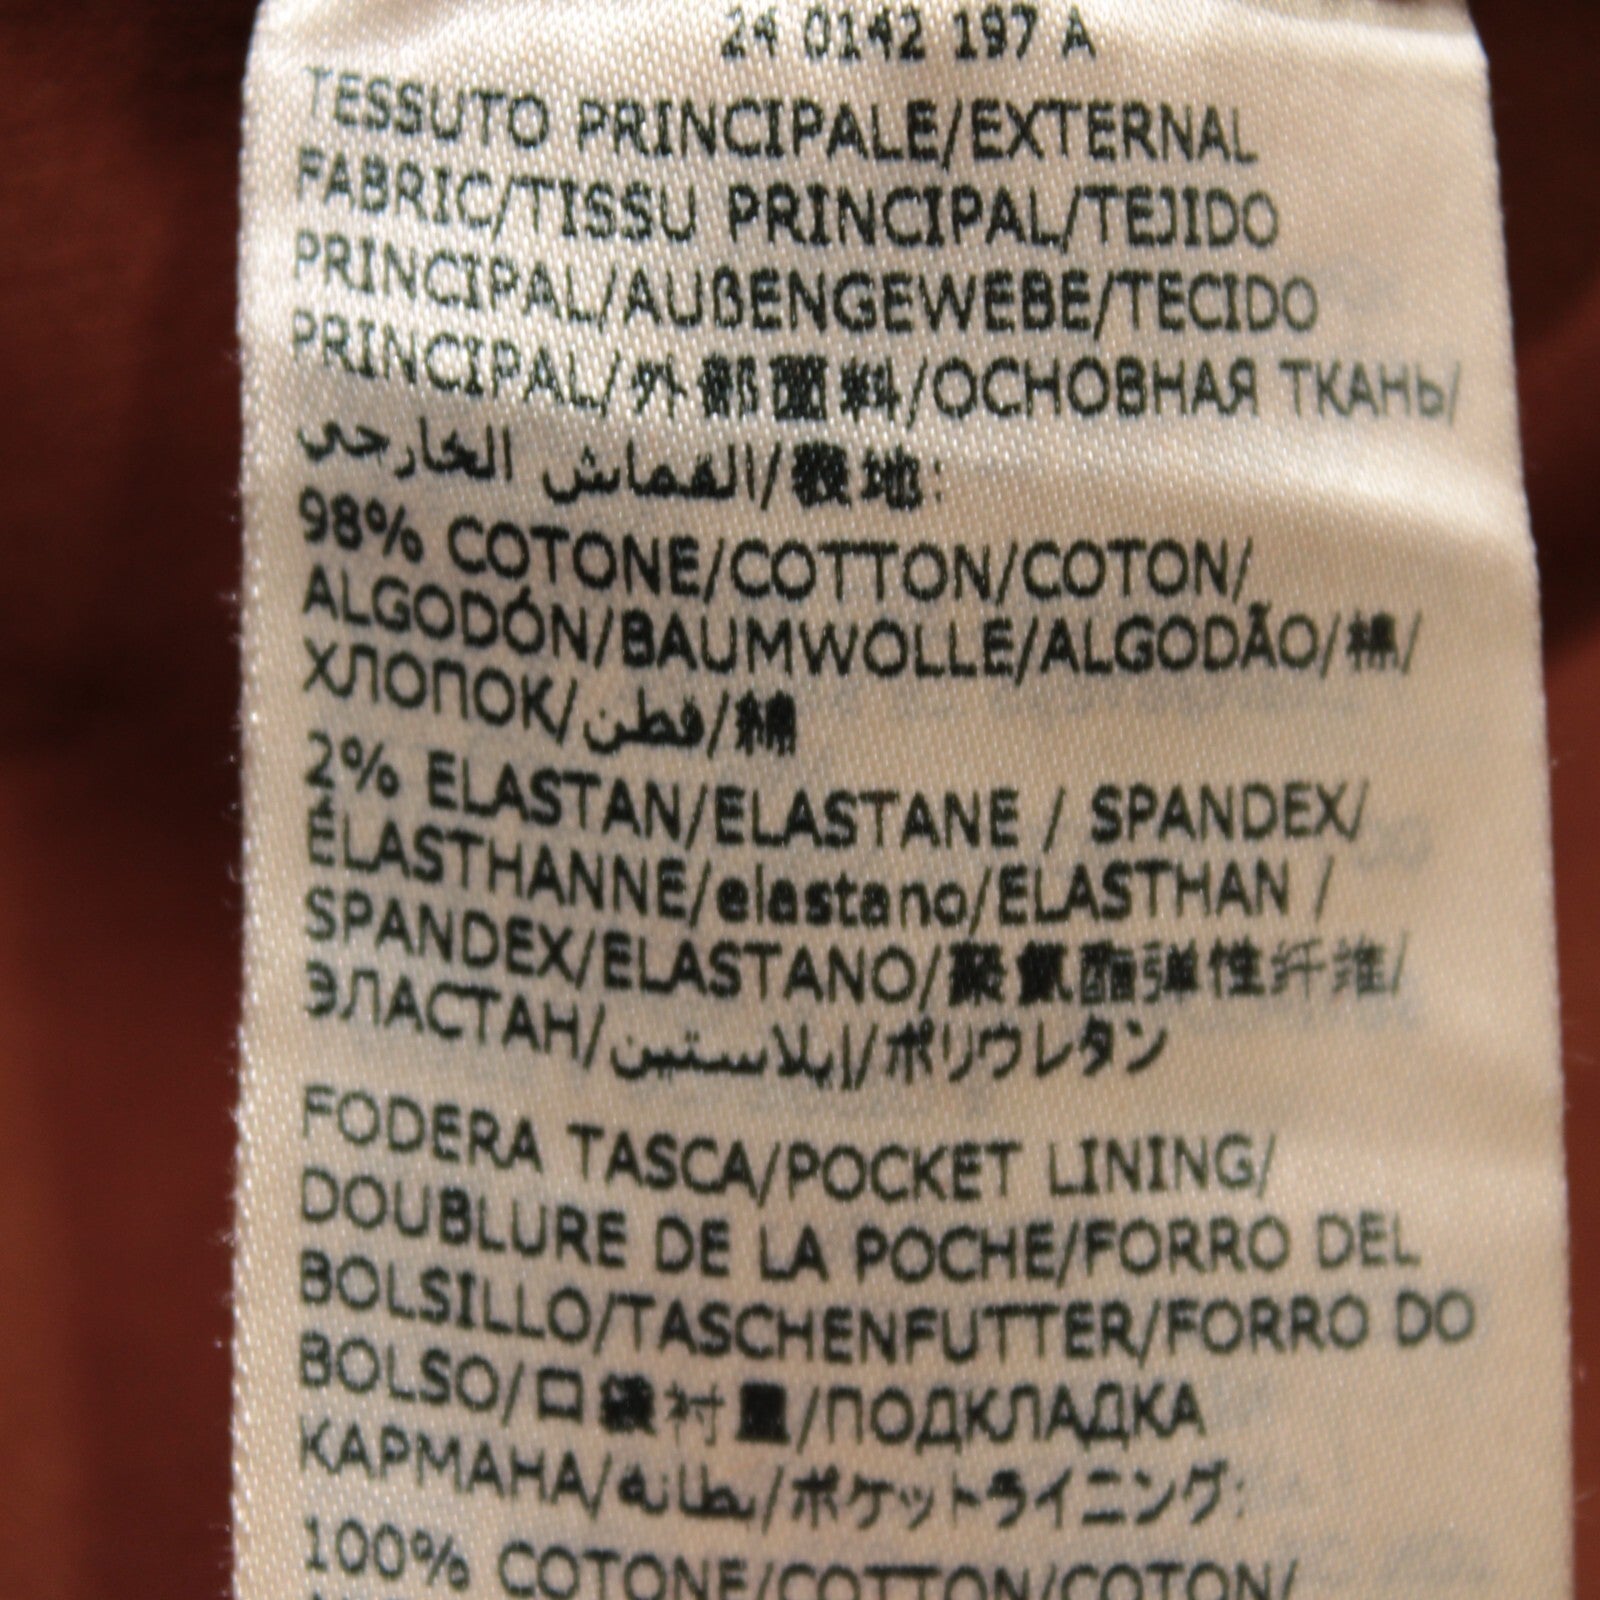 24 0142 197 A
TESSUTO PRINCIPALE/EXTERNAL
FABRIC/TISSU PRINCIPAL/TEJIDO
PRINCIPAL/AUßENGEWEBE/TECIDO
PRINCIPAL/外部面料/ОСНОВНАЯ ТКАНЬ/
القماش الخارجي/表地:
98% COTONE/COTTON/COTON/
ALGODÓN/BAUMWOLLE/ALGODÃO/棉/
ХЛОПОК/قطن/綿
2% ELASTAN/ELASTANE / SPANDEX/
ÉLASTHANNE/elastano/ELASTHAN /
SPANDEX/ELASTANO/聚氨酯弹性纤维/
ЭЛАСТАН/إيلاستين/ポリウレタン
FODERA TASCA/POCKET LINING/
DOUBLURE DE LA POCHE/FORRO DEL
BOLSILLO/TASCHENFUTTER/FORRO DO
BOLSO/口袋衬里/ПОДКЛАДКА
КАРМАНА/بطانة/ポケットライニング:
100% COTONE/COTTON/COTON/